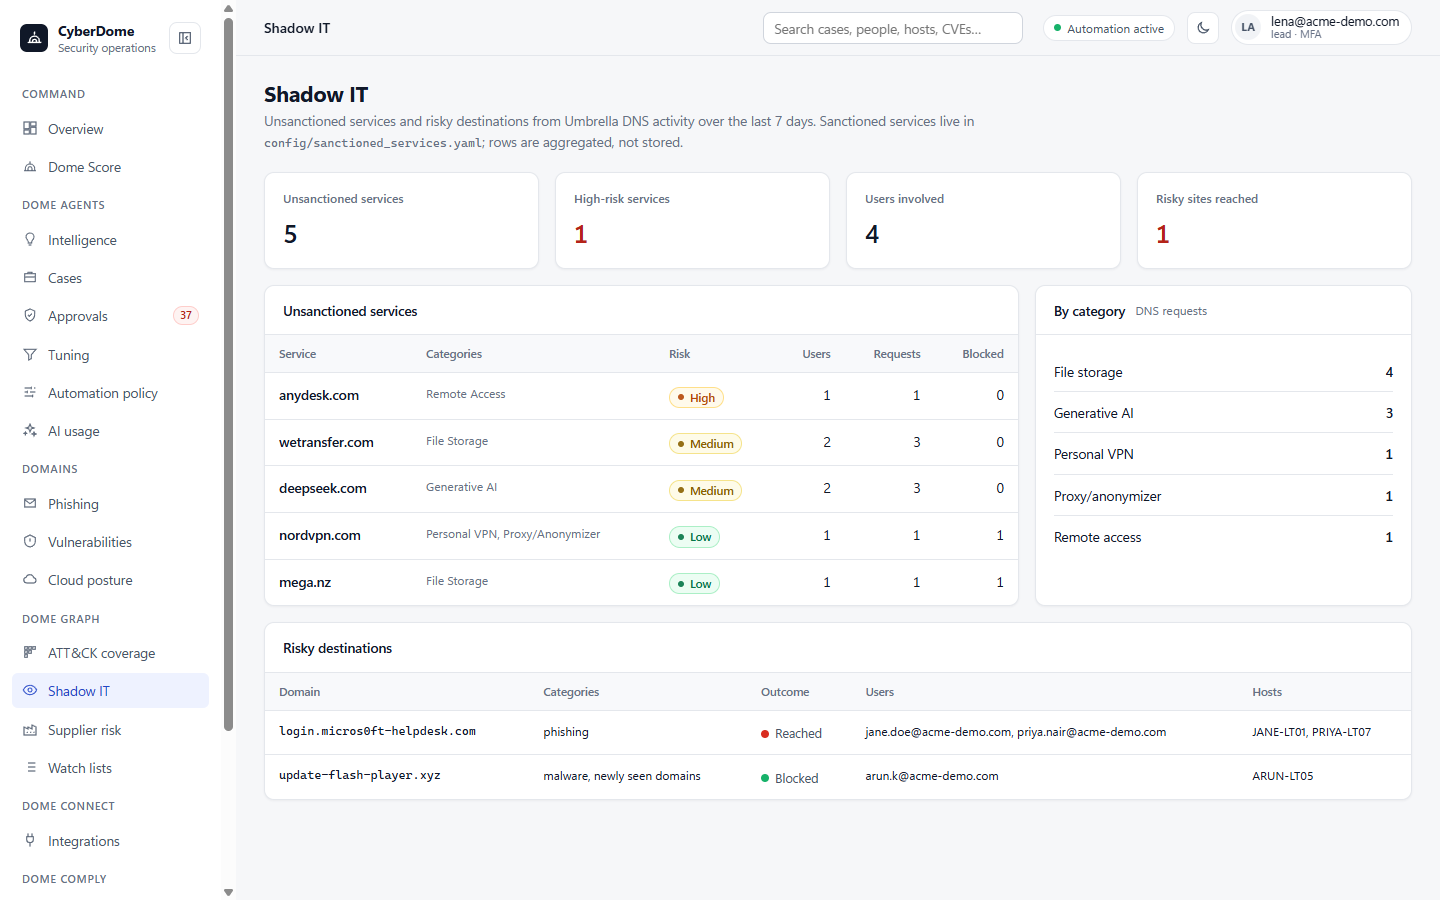 CyberDome
Security operations
COMMAND
Overview
Dome Score
DOME AGENTS
Intelligence
Cases
Approvals 37
Tuning
Automation policy
AI usage
DOMAINS
Phishing
Vulnerabilities
Cloud posture
DOME GRAPH
ATT&CK coverage
Shadow IT
Supplier risk
Watch lists
DOME CONNECT
Integrations
DOME COMPLY
Shadow IT
Search cases, people, hosts, CVEs...
Automation active
LA
lena@acme-demo.com
lead · MFA
Shadow IT
Unsanctioned services and risky destinations from Umbrella DNS activity over the last 7 days. Sanctioned services live in
config/sanctioned_services.yaml; rows are aggregated, not stored.
Unsanctioned services
5
High-risk services
1
Users involved
4
Risky sites reached
1
Unsanctioned services
Service Categories Risk Users Requests Blocked
anydesk.com Remote Access High 1 1 0
wetransfer.com File Storage Medium 2 3 0
deepseek.com Generative AI Medium 2 3 0
nordvpn.com Personal VPN, Proxy/Anonymizer Low 1 1 1
mega.nz File Storage Low 1 1 1
By category DNS requests
File storage 4
Generative AI 3
Personal VPN 1
Proxy/anonymizer 1
Remote access 1
Risky destinations
Domain Categories Outcome Users Hosts
login.micros0ft-helpdesk.com phishing Reached jane.doe@acme-demo.com, priya.nair@acme-demo.com JANE-LT01, PRIYA-LT07
update-flash-player.xyz malware, newly seen domains Blocked arun.k@acme-demo.com ARUN-LT05